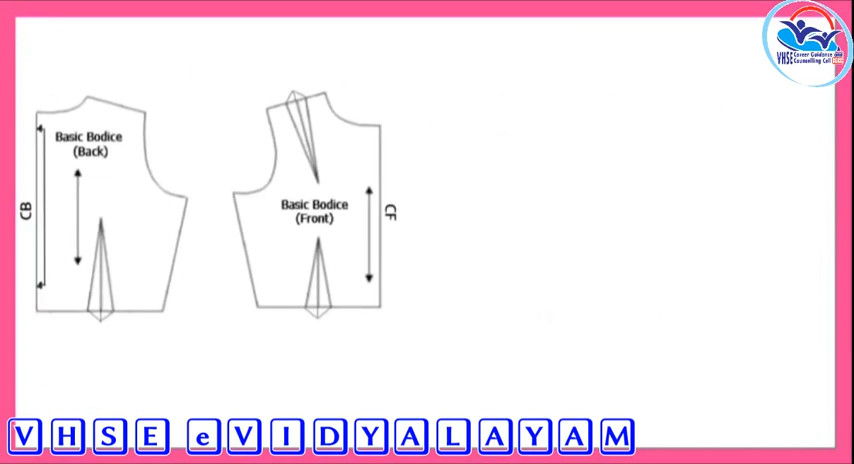 VHSE Career Guidance
Counselling Cell
Basic Bodice
(Back)
CB
Basic Bodice
(Front)
CF
VHSE eVIDYALAYAM